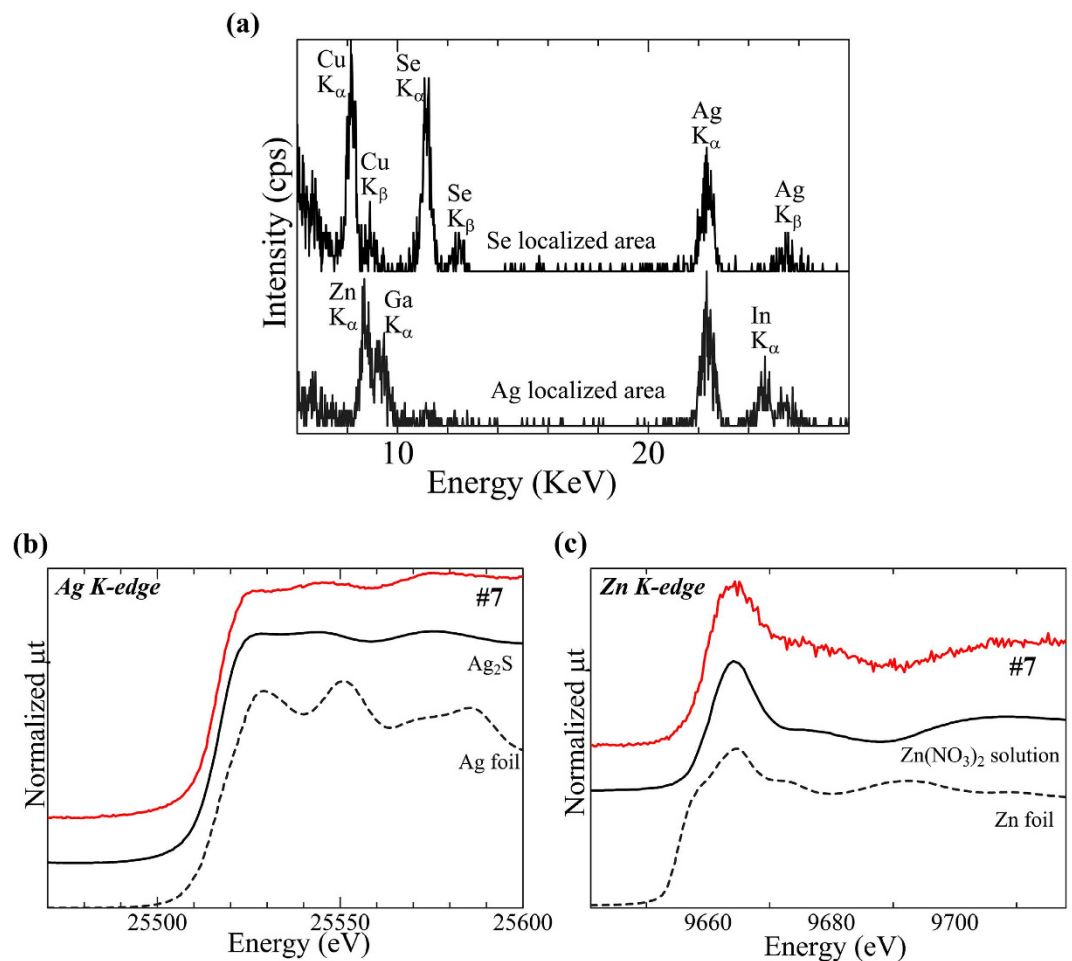 (a)
Cu
Kα
Se
Kα
Cu
Kβ
Se
Kβ
Ag
Kα
Ag
Kβ
Se localized area
Zn
Kα
Ga
Kα
In
Kα
Ag localized area
Intensity (cps)
10
20
Energy (KeV)
(b)
Ag K-edge
#7
Ag₂S
Ag foil
Normalized μt
25500
25550
25600
Energy (eV)
(c)
Zn K-edge
#7
Zn(NO₃)₂ solution
Zn foil
Normalized μt
9660
9680
9700
Energy (eV)